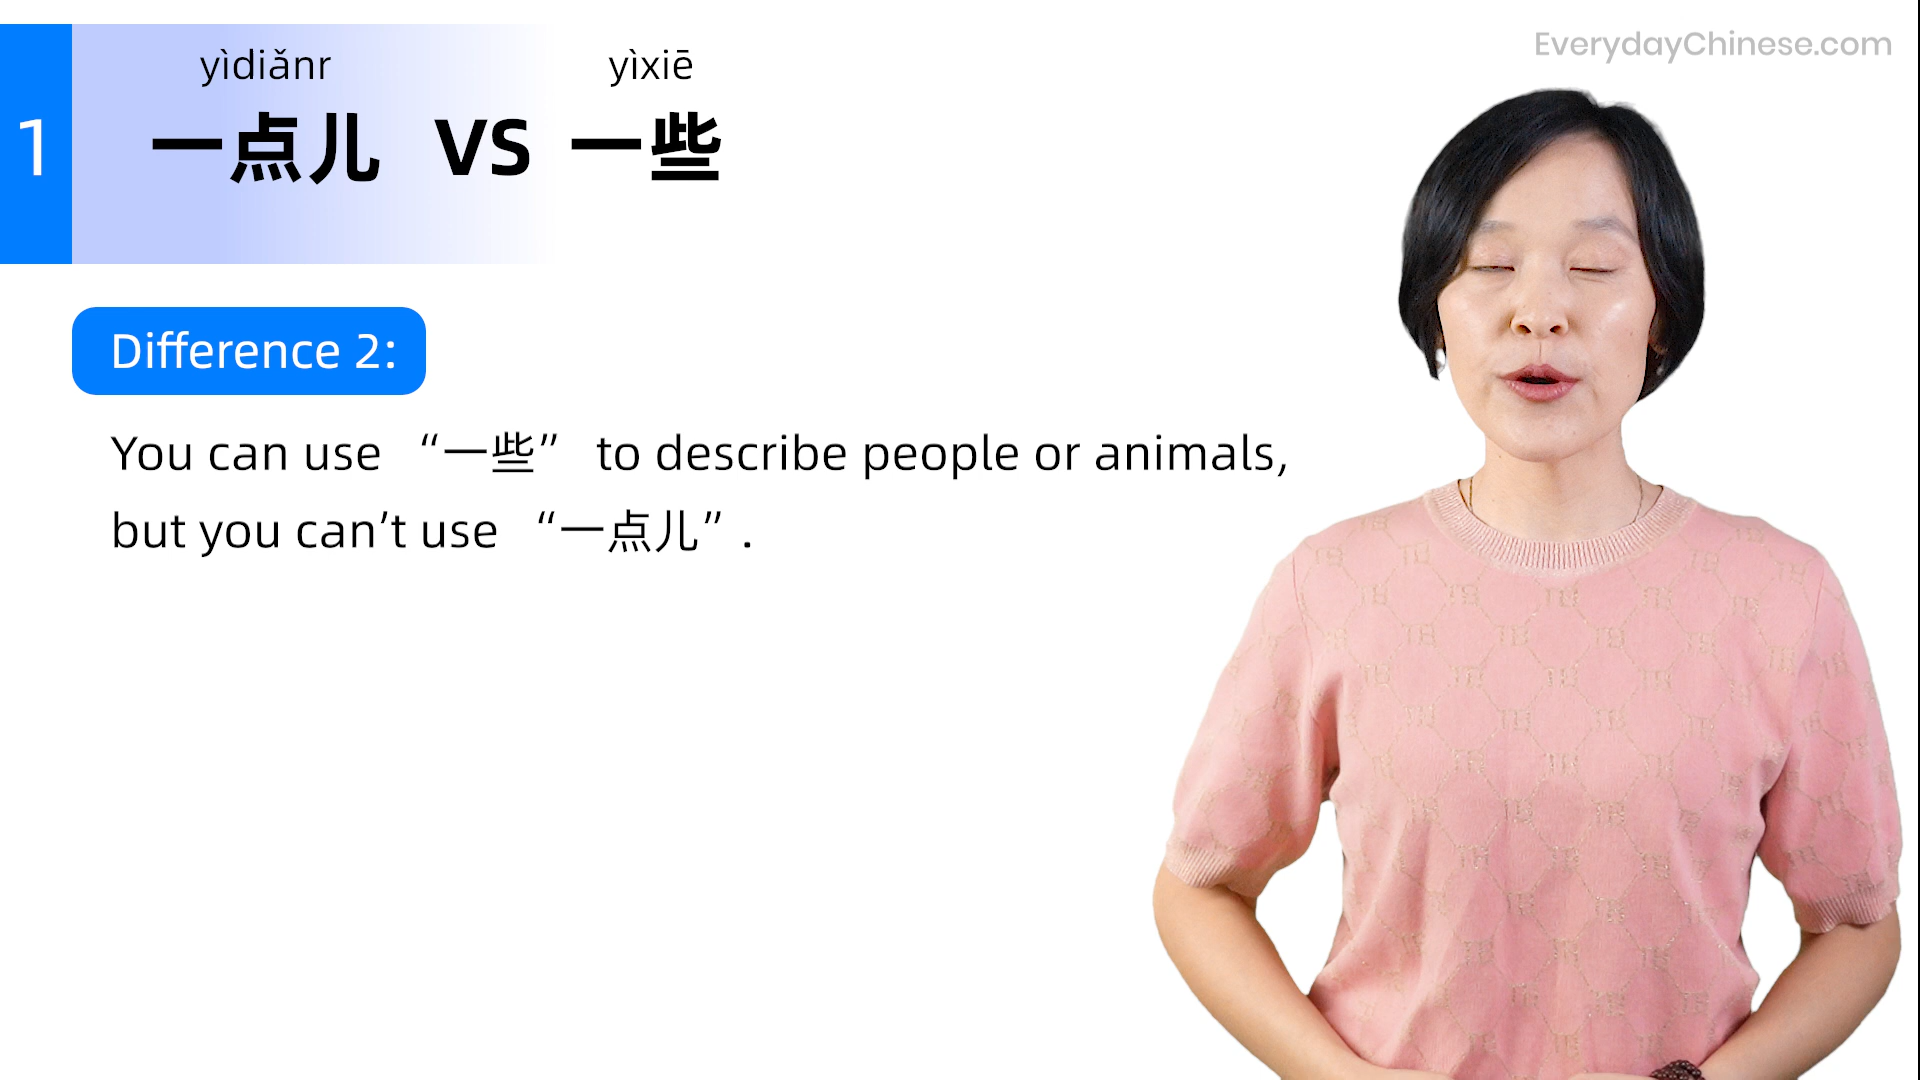 EverydayChinese.com
1
yìdiǎnr yìxiē
一点儿 VS 一些
Difference 2:
You can use “一些” to describe people or animals,
but you can’t use “一点儿”.